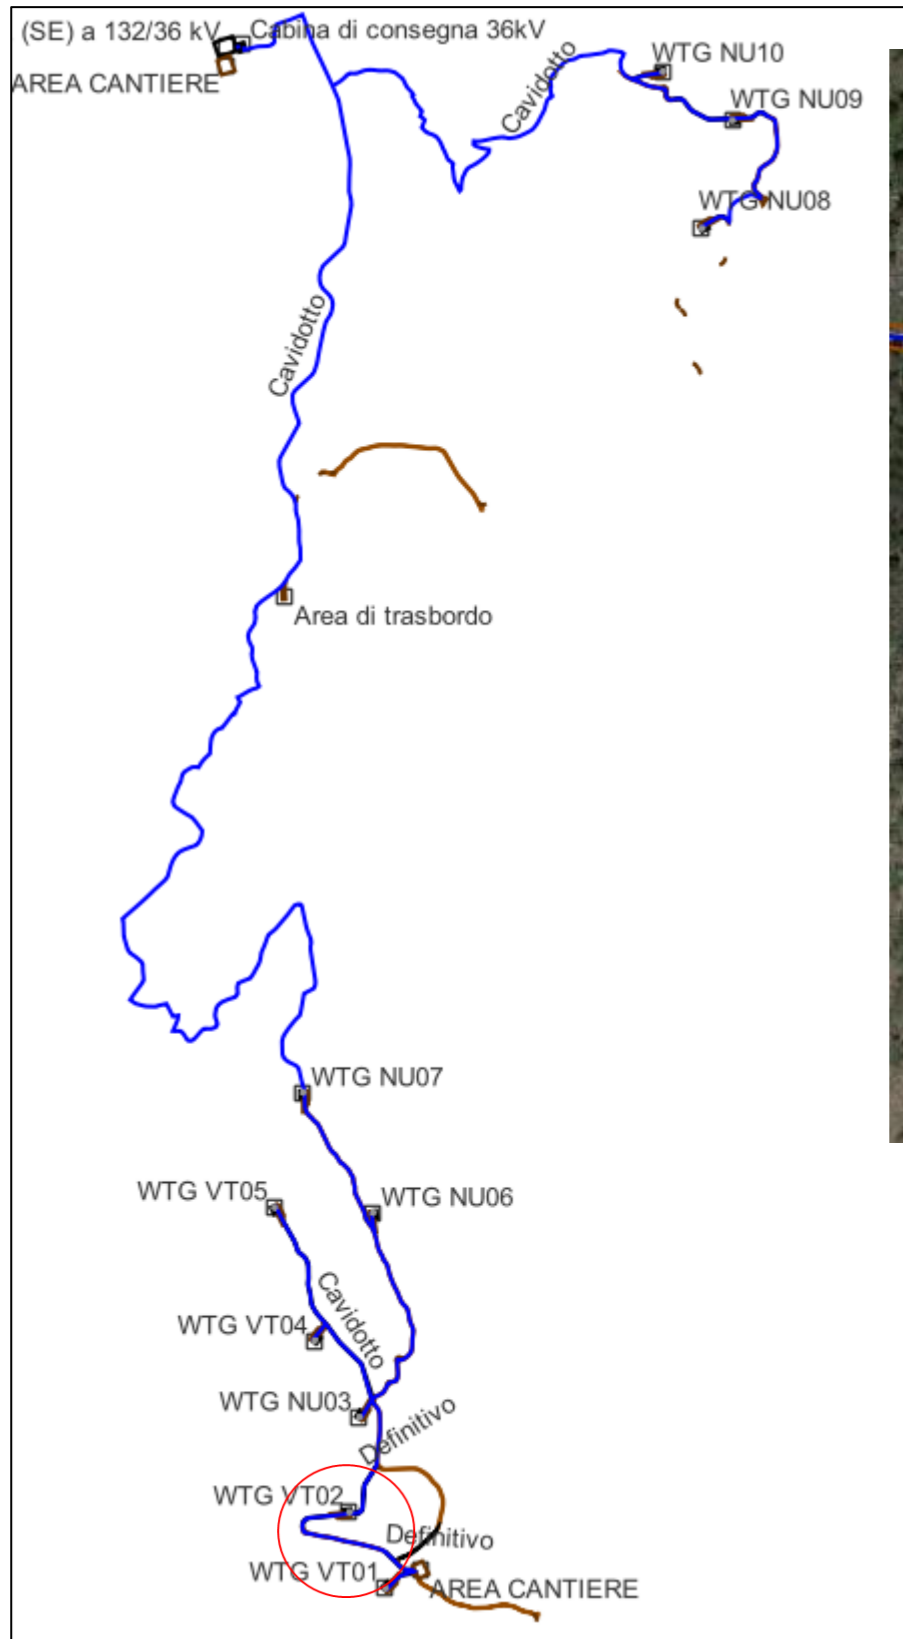 (SE) a 132/36 kV
Cabina di consegna 36kV
AREA CANTIERE
Cavidotto
WTG NU10
WTG NU09
WTG NU08
Cavidotto
Area di trasbordo
WTG NU07
WTG VT05
WTG NU06
Cavidotto
WTG VT04
WTG NU03
Definitivo
WTG VT02
Definitivo
WTG VT01
AREA CANTIERE